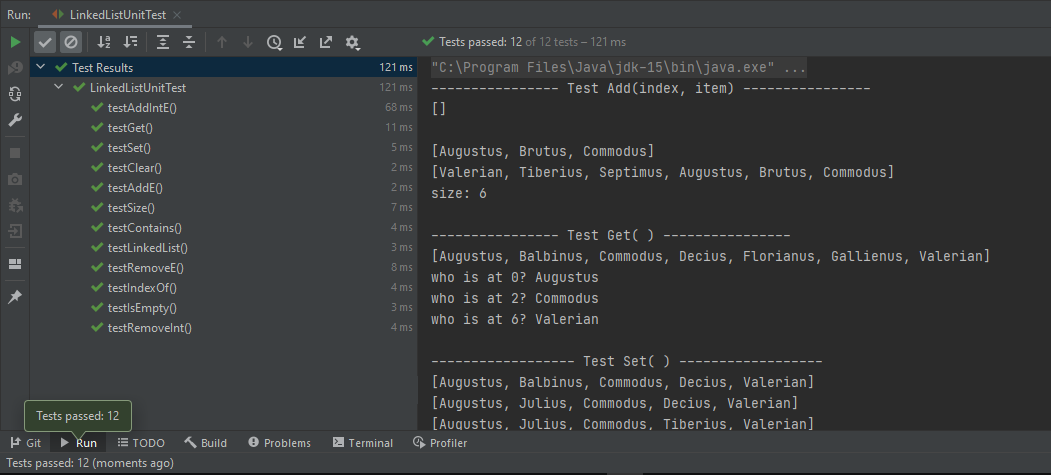 Run: LinkedListUnitTest
Tests passed: 12 of 12 tests – 121 ms
Test Results 121 ms
LinkedListUnitTest 121 ms
testAddIntE() 68 ms
testGet() 11 ms
testSet() 5 ms
testClear() 2 ms
testAddE() 2 ms
testSize() 7 ms
testContains() 4 ms
testLinkedList() 3 ms
testRemoveE() 8 ms
testIndexOf() 4 ms
testIsEmpty() 3 ms
testRemoveInt() 4 ms
"C:\Program Files\Java\jdk-15\bin\java.exe" ...
---------------- Test Add(index, item) ----------------
[]
[Augustus, Brutus, Commodus]
[Valerian, Tiberius, Septimus, Augustus, Brutus, Commodus]
size: 6
---------------- Test Get( ) ----------------
[Augustus, Balbinus, Commodus, Decius, Florianus, Gallienus, Valerian]
who is at 0? Augustus
who is at 2? Commodus
who is at 6? Valerian
------------------ Test Set( ) ------------------
[Augustus, Balbinus, Commodus, Decius, Valerian]
[Augustus, Julius, Commodus, Decius, Valerian]
[Augustus, Julius, Commodus, Tiberius, Valerian]
Tests passed: 12
Git Run TODO Build Problems Terminal Profiler
Tests passed: 12 (moments ago)